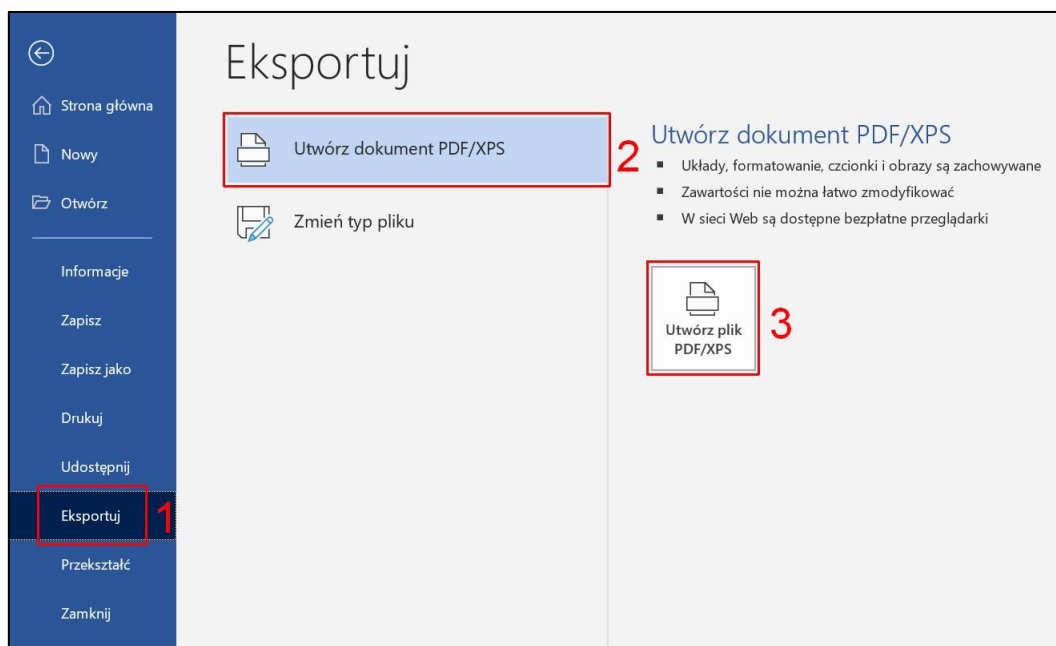 Strona główna
Nowy
Otwórz
Informacje
Zapisz
Zapisz jako
Drukuj
Udostępnij
Eksportuj
1
Przekształć
Zamknij
Eksportuj
Utwórz dokument PDF/XPS
2
Zmień typ pliku
Utwórz dokument PDF/XPS
Układy, formatowanie, czcionki i obrazy są zachowywane
Zawartości nie można łatwo zmodyfikować
W sieci Web są dostępne bezpłatne przeglądarki
Utwórz plik
PDF/XPS
3